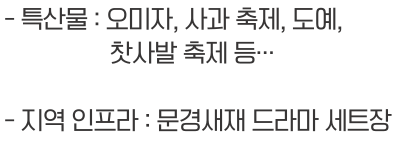 - 특산물 : 오미자, 사과 축제, 도예,
찻사발 축제 등…
- 지역 인프라 : 문경새재 드라마 세트장